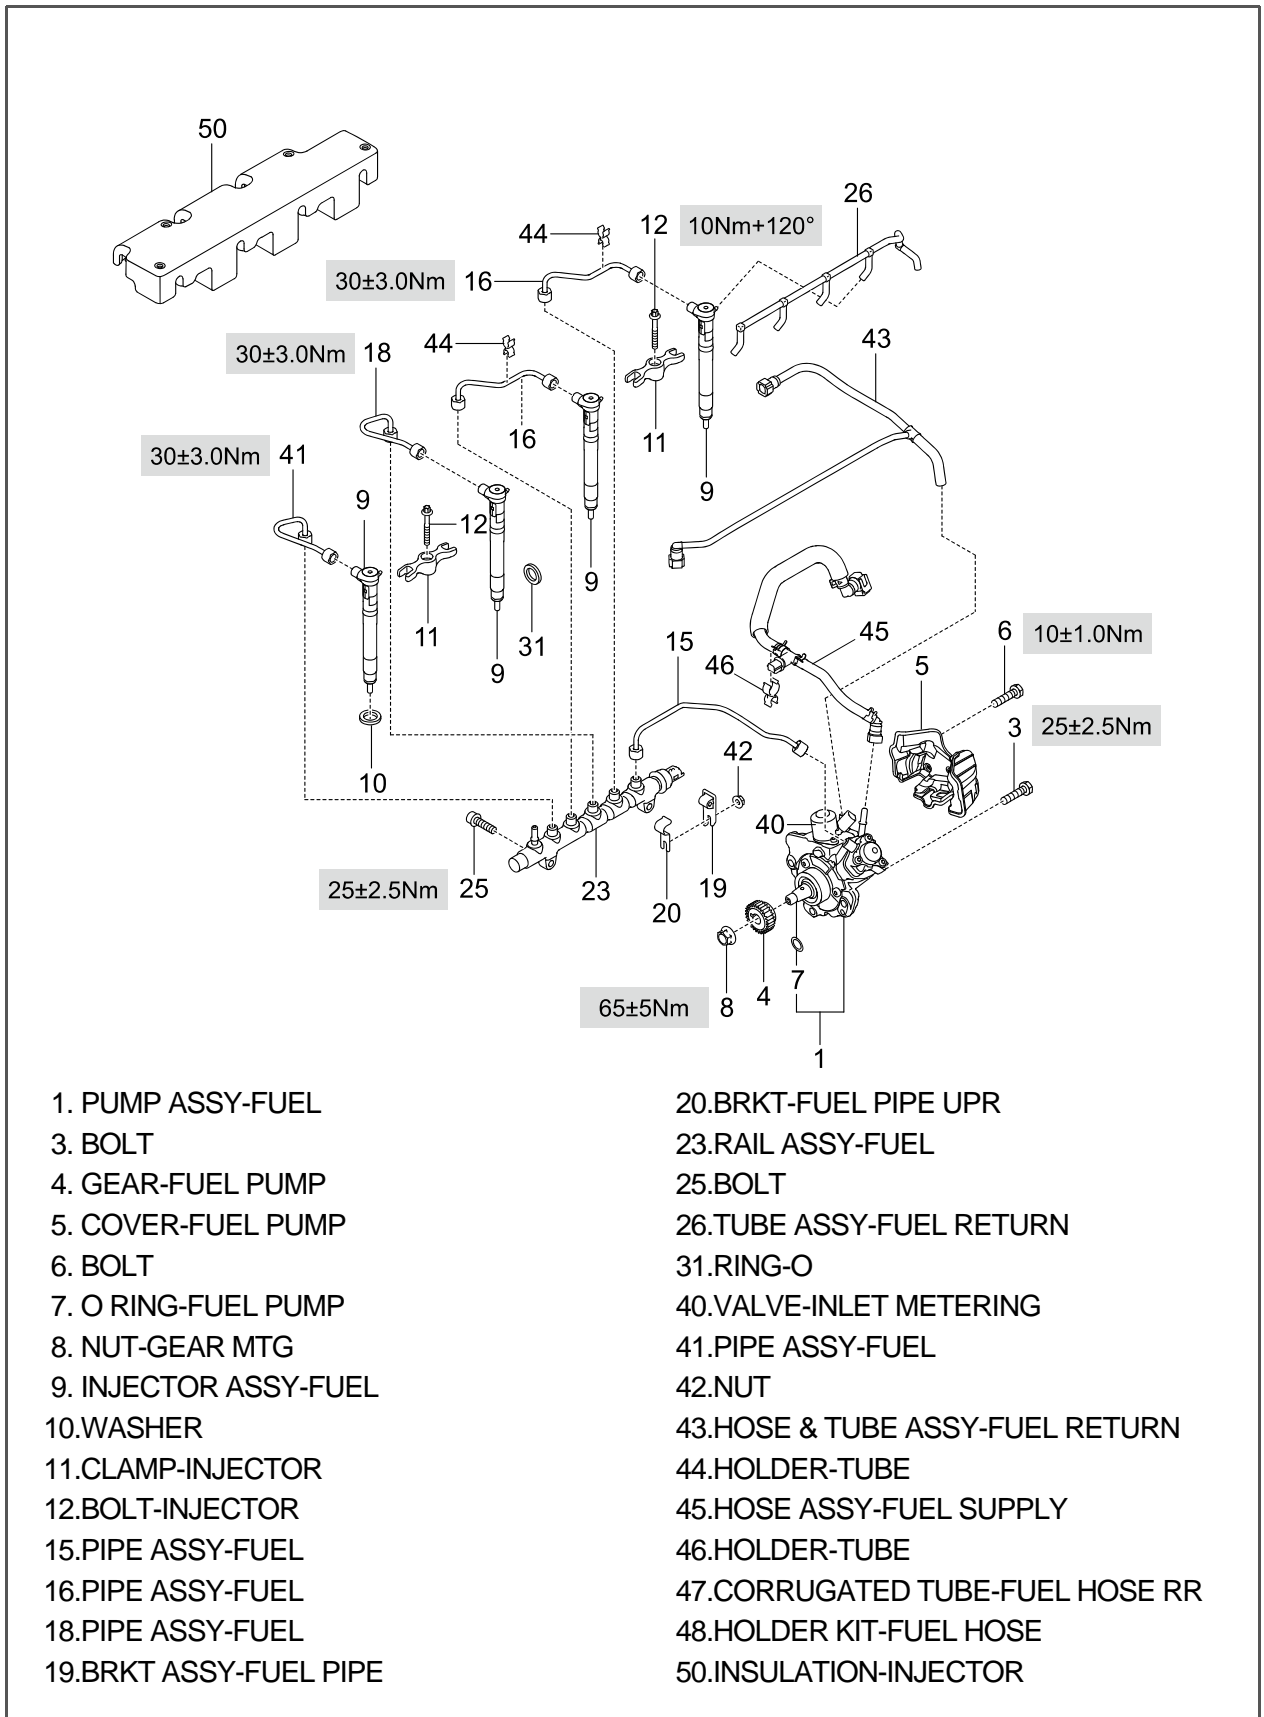 50
26
12 10Nm+120°
44
30±3.0Nm 16
43
44
30±3.0Nm 18
16
11
30±3.0Nm 41
9
9
12
9
11
31
9
15
45
6 10±1.0Nm
46
5
3 25±2.5Nm
42
10
40
25±2.5Nm 25
23
19
20
7
4
65±5Nm 8
1
1. PUMP ASSY-FUEL
3. BOLT
4. GEAR-FUEL PUMP
5. COVER-FUEL PUMP
6. BOLT
7. O RING-FUEL PUMP
8. NUT-GEAR MTG
9. INJECTOR ASSY-FUEL
10.WASHER
11.CLAMP-INJECTOR
12.BOLT-INJECTOR
15.PIPE ASSY-FUEL
16.PIPE ASSY-FUEL
18.PIPE ASSY-FUEL
19.BRKT ASSY-FUEL PIPE
20.BRKT-FUEL PIPE UPR
23.RAIL ASSY-FUEL
25.BOLT
26.TUBE ASSY-FUEL RETURN
31.RING-O
40.VALVE-INLET METERING
41.PIPE ASSY-FUEL
42.NUT
43.HOSE & TUBE ASSY-FUEL RETURN
44.HOLDER-TUBE
45.HOSE ASSY-FUEL SUPPLY
46.HOLDER-TUBE
47.CORRUGATED TUBE-FUEL HOSE RR
48.HOLDER KIT-FUEL HOSE
50.INSULATION-INJECTOR